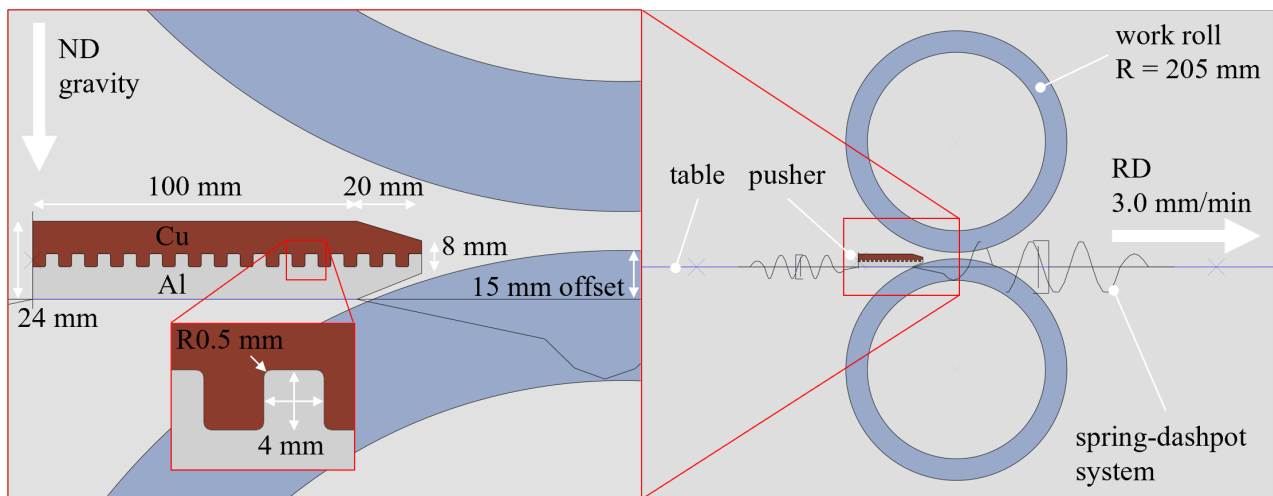 ND
gravity
100 mm
20 mm
Cu
8 mm
Al
15 mm offset
24 mm
R0.5 mm
4 mm
work roll
R = 205 mm
table
pusher
RD
3.0 mm/min
spring-dashpot
system